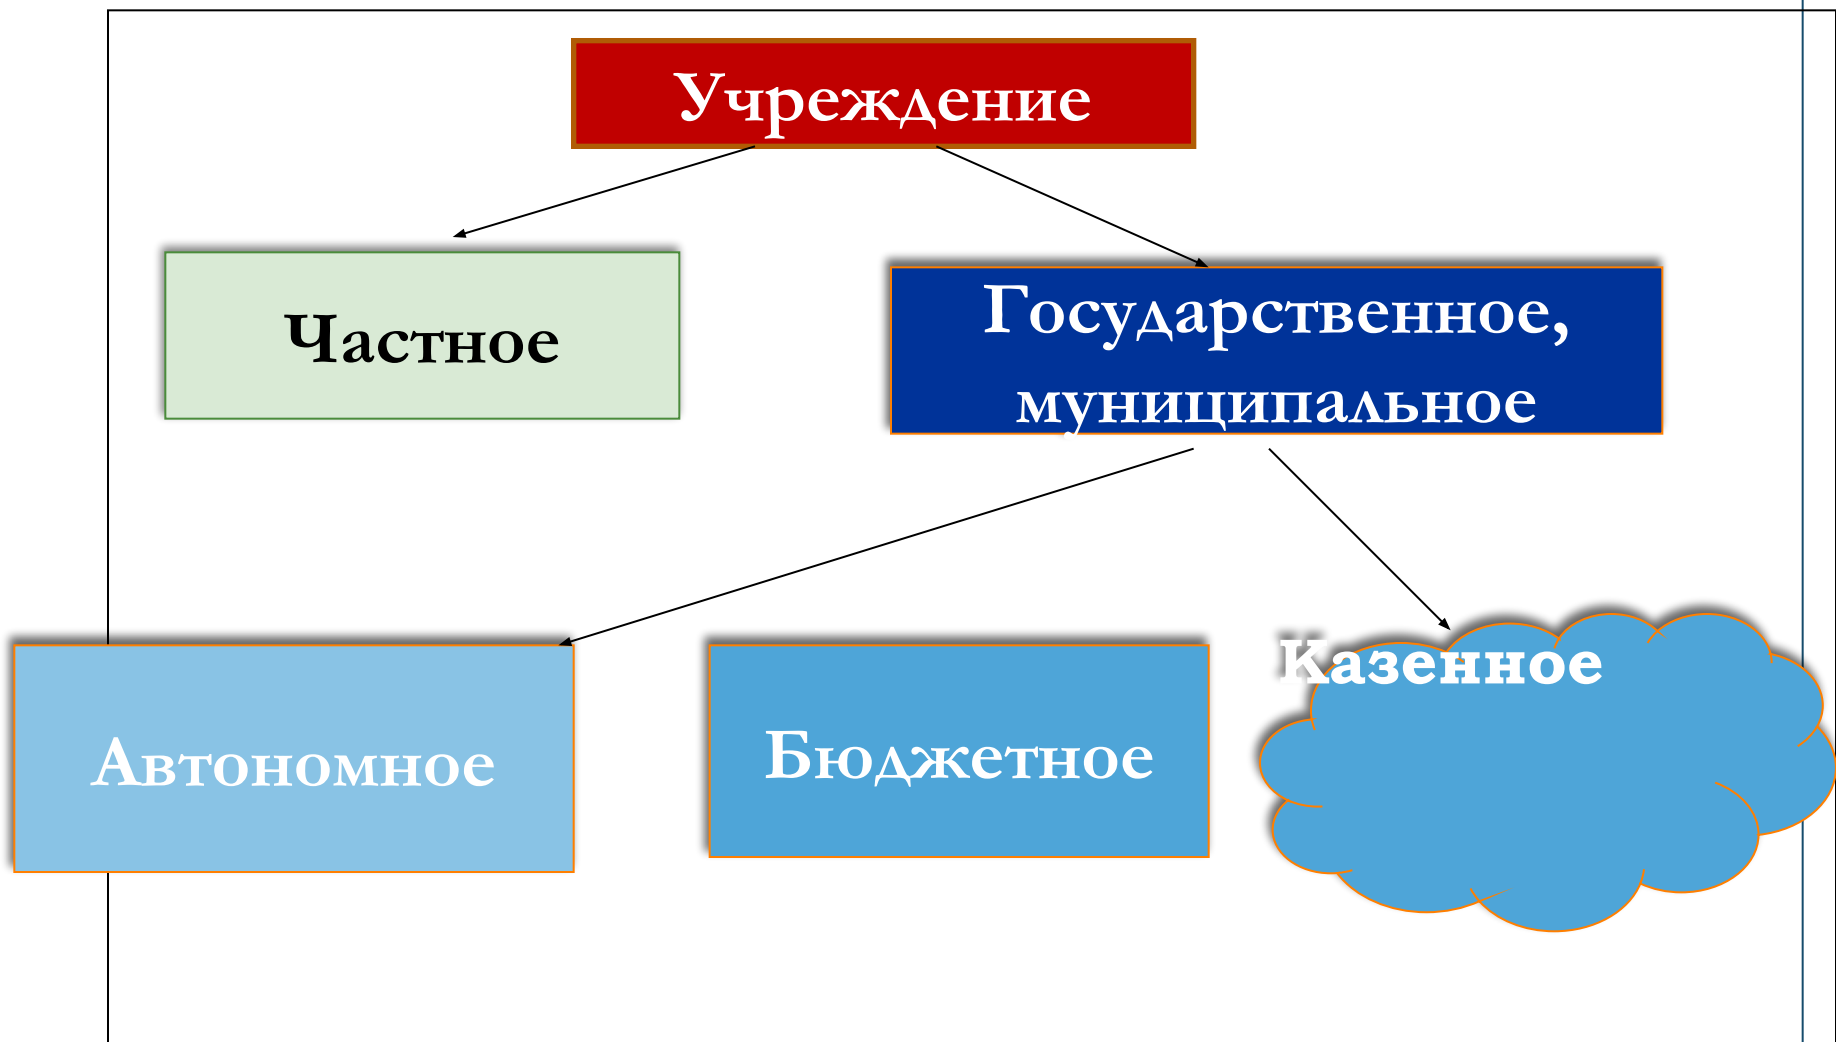 Учреждение
Частное
Государственное,
муниципальное
Автономное
Бюджетное
Казенное